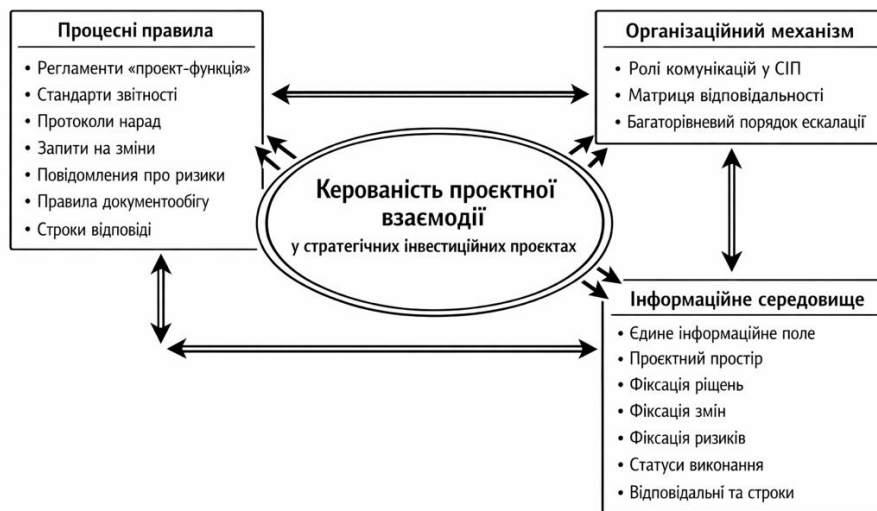 Процесні правила
• Регламенти «проєкт-функція»
• Стандарти звітності
• Протоколи нарад
• Запити на зміни
• Повідомлення про ризики
• Правила документообігу
• Строки відповіді
Організаційний механізм
• Ролі комунікацій у СІП
• Матриця відповідальності
• Багаторівневий порядок ескалації
Керованість проєктної
взаємодії
у стратегічних інвестиційних проєктах
Інформаційне середовище
• Єдине інформаційне поле
• Проєктний простір
• Фіксація ріщень
• Фіксація змін
• Фіксація ризиків
• Статуси виконання
• Відповідальні та строки